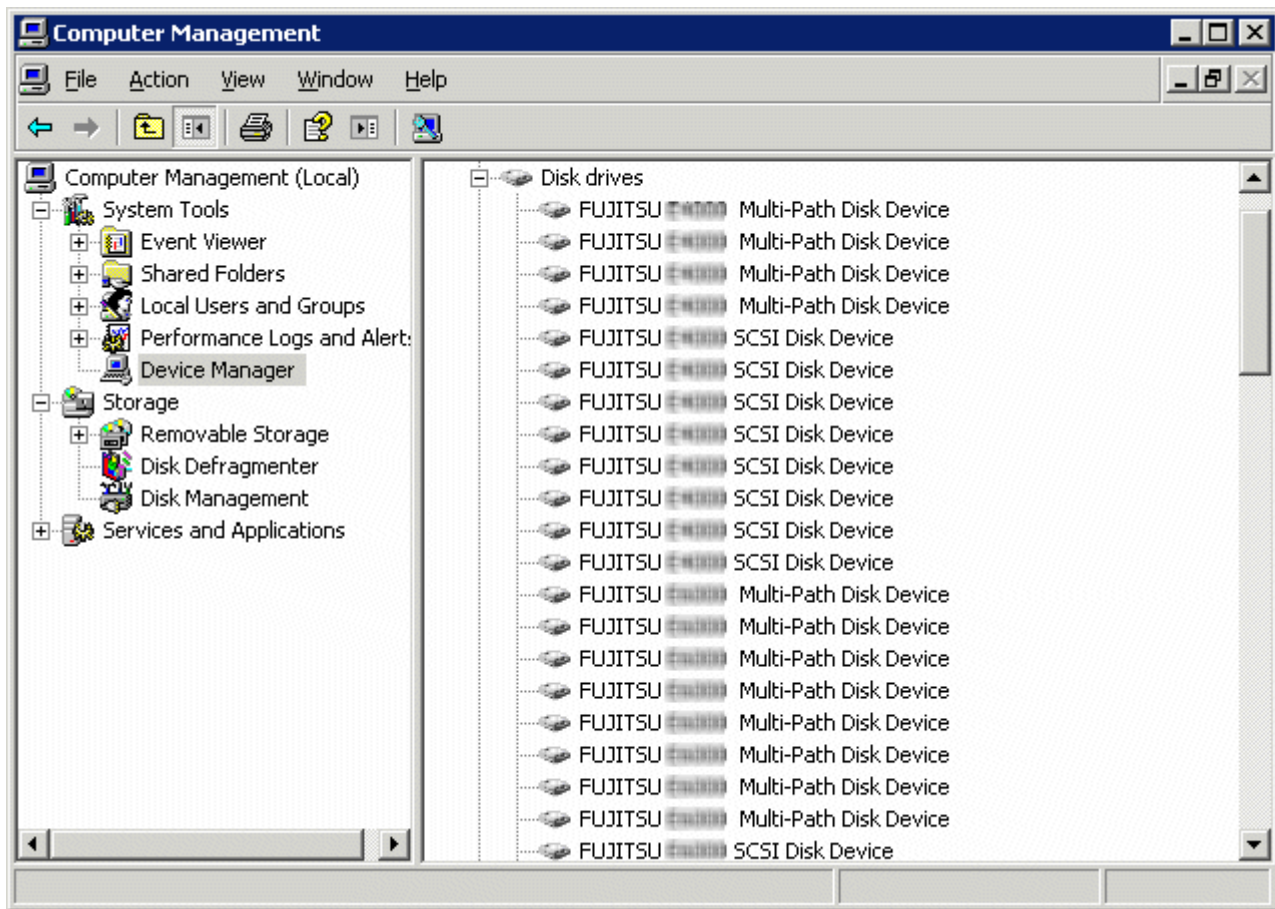 Computer Management
File Action View Window Help
Computer Management (Local)
System Tools
Event Viewer
Shared Folders
Local Users and Groups
Performance Logs and Alert
Device Manager
Storage
Removable Storage
Disk Defragmenter
Disk Management
Services and Applications
Disk drives
FUJITSU Multi-Path Disk Device
FUJITSU Multi-Path Disk Device
FUJITSU Multi-Path Disk Device
FUJITSU Multi-Path Disk Device
FUJITSU SCSI Disk Device
FUJITSU SCSI Disk Device
FUJITSU SCSI Disk Device
FUJITSU SCSI Disk Device
FUJITSU SCSI Disk Device
FUJITSU SCSI Disk Device
FUJITSU SCSI Disk Device
FUJITSU SCSI Disk Device
FUJITSU Multi-Path Disk Device
FUJITSU Multi-Path Disk Device
FUJITSU Multi-Path Disk Device
FUJITSU Multi-Path Disk Device
FUJITSU Multi-Path Disk Device
FUJITSU Multi-Path Disk Device
FUJITSU Multi-Path Disk Device
FUJITSU Multi-Path Disk Device
FUJITSU SCSI Disk Device